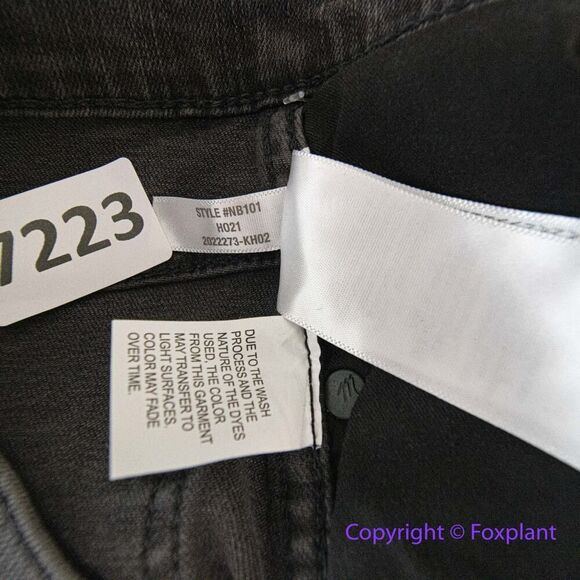 7223
STYLE #NB101
HO21
2022273-KH02
DUE TO THE WASH
PROCESS AND THE
NATURE OF THE DYES
USED, THE COLOR
FROM THIS GARMENT
MAY TRANSFER TO
LIGHT SURFACES.
COLOR MAY FADE
OVER TIME.
Copyright © Foxplant